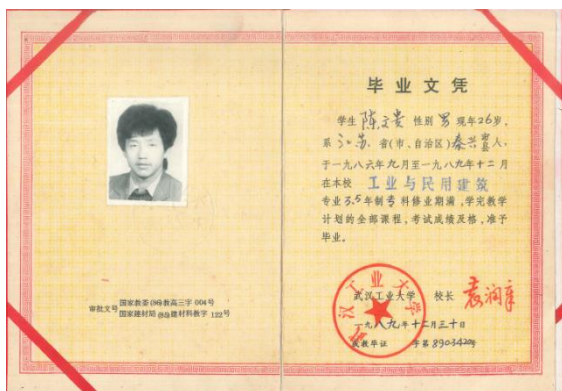 审批文号 国家教委(86)教高三字 004号
国家建材局(85)建材科教字 122号
毕业文凭
学生 陈文贵 性别 男 现年26岁,
系 江苏 省(市、自治区)泰兴市县人,
于一九八六年九月至一九八九年十二月
在本校 工业与民用建筑
专业3.5年制专科修业期满,学完教学
计划的全部课程,考试成绩及格,准予
毕业。
武汉工业大学 校长 袁润章
一九八九年十二月三十日
成教毕证 字第8903420号
武汉工业大学